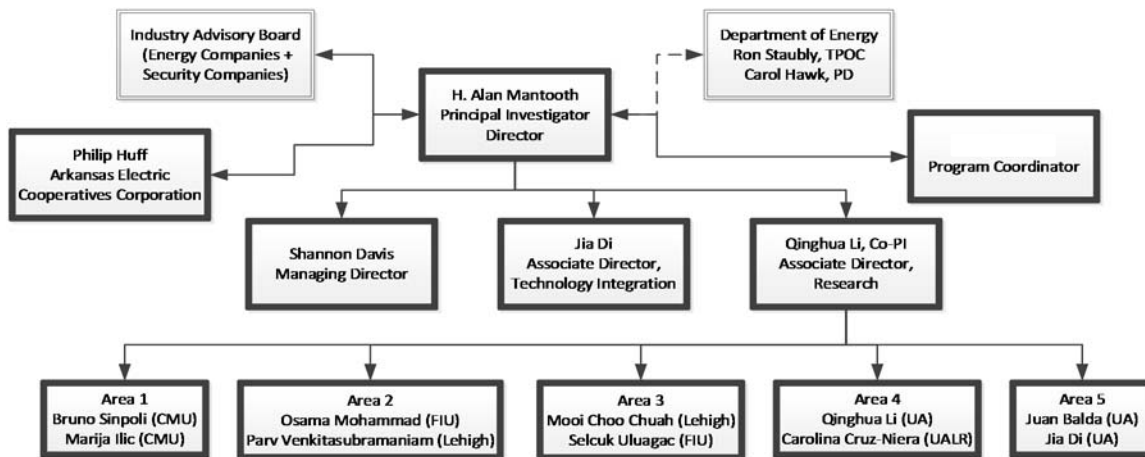 Industry Advisory Board
(Energy Companies +
Security Companies)
Department of Energy
Ron Staubly, TPOC
Carol Hawk, PD
H. Alan Mantooth
Principal Investigator
Director
Philip Huff
Arkansas Electric
Cooperatives Corporation
Program Coordinator
Shannon Davis
Managing Director
Jia Di
Associate Director,
Technology Integration
Qinghua Li, Co-PI
Associate Director,
Research
Area 1
Bruno Sinpoli (CMU)
Marija Ilic (CMU)
Area 2
Osama Mohammad (FIU)
Parv Venkitasubramaniam (Lehigh)
Area 3
Mooi Choo Chuah (Lehigh)
Selcuk Uluagac (FIU)
Area 4
Qinghua Li (UA)
Carolina Cruz-Niera (UALR)
Area 5
Juan Balda (UA)
Jia Di (UA)